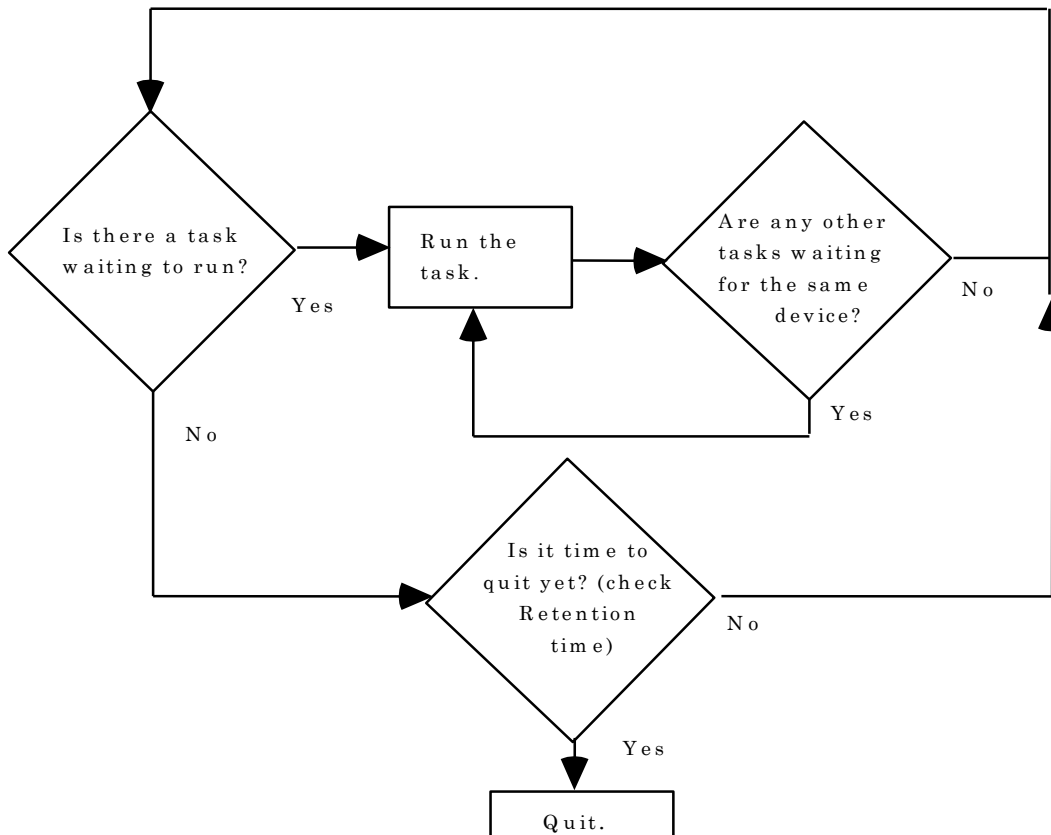 Is there a task
waiting to run?
Yes
No
Run the
task.
Are any other
tasks waiting
for the same
device?
No
Yes
Is it time to
quit yet? (check
Retention
time)
No
Yes
Quit.